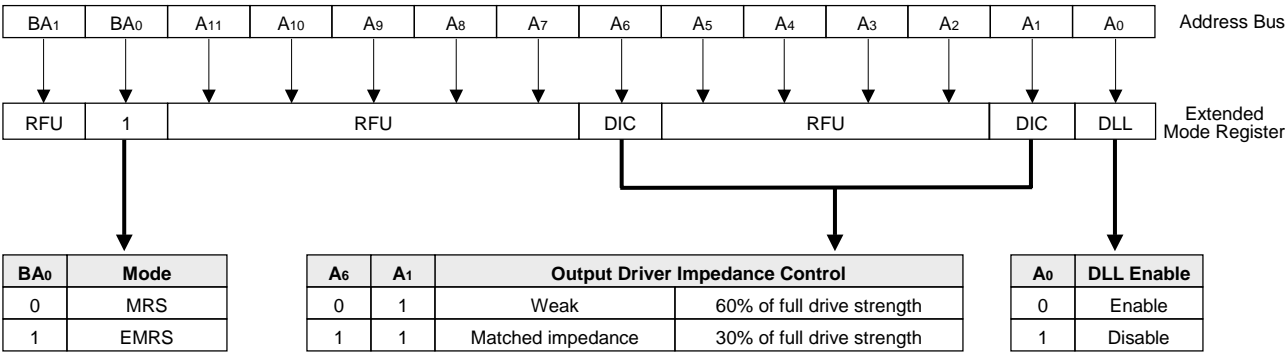 BA1 BA0 A11 A10 A9 A8 A7 A6 A5 A4 A3 A2 A1 A0 Address Bus
RFU 1 RFU DIC RFU DIC DLL Extended Mode Register
BA0 Mode
0 MRS
1 EMRS
A6 A1 Output Driver Impedance Control
0 1 Weak 60% of full drive strength
1 1 Matched impedance 30% of full drive strength
A0 DLL Enable
0 Enable
1 Disable